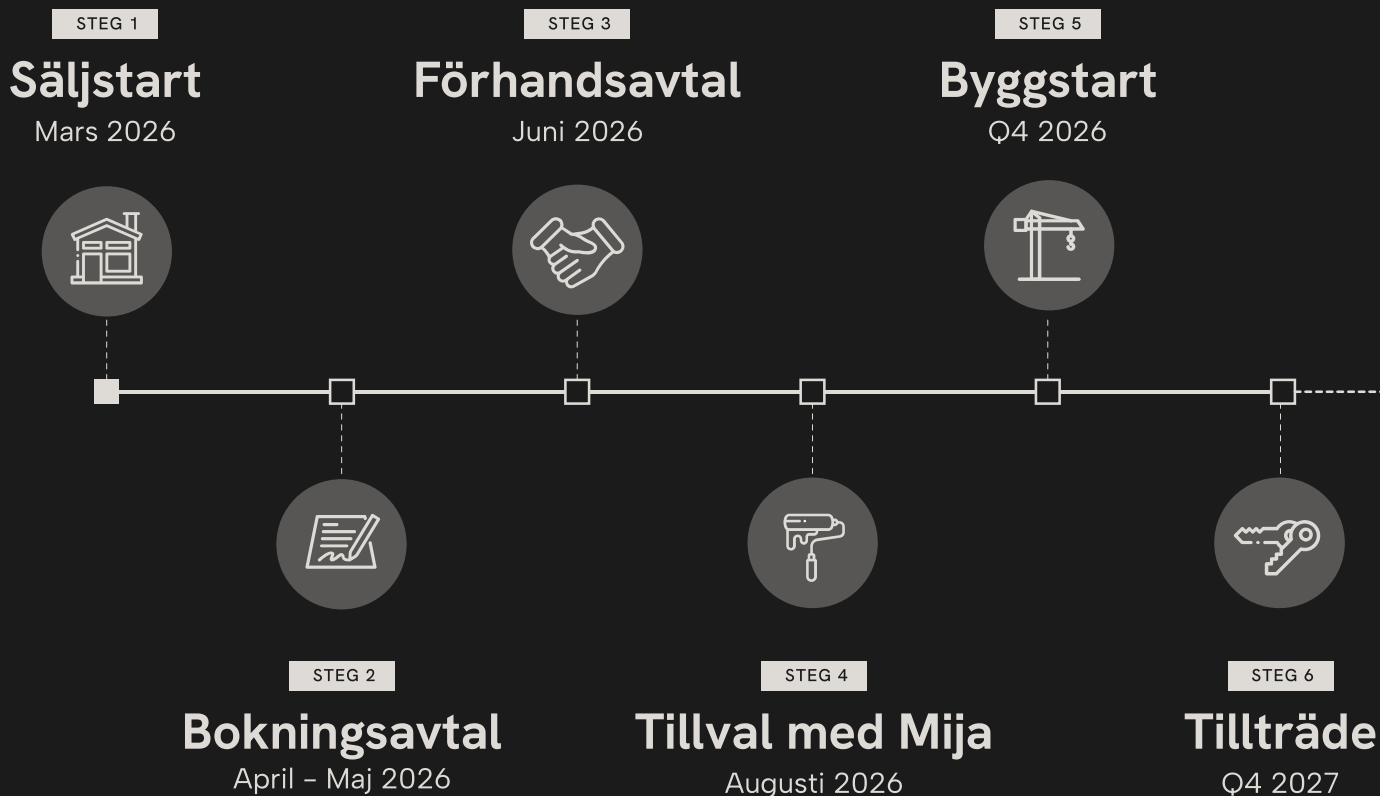 STEG 1
Säljstart
Mars 2026
STEG 3
Förhandsavtal
Juni 2026
STEG 5
Byggstart
Q4 2026
STEG 2
Bokningsavtal
April – Maj 2026
STEG 4
Tillval med Mija
Augusti 2026
STEG 6
Tillträde
Q4 2027